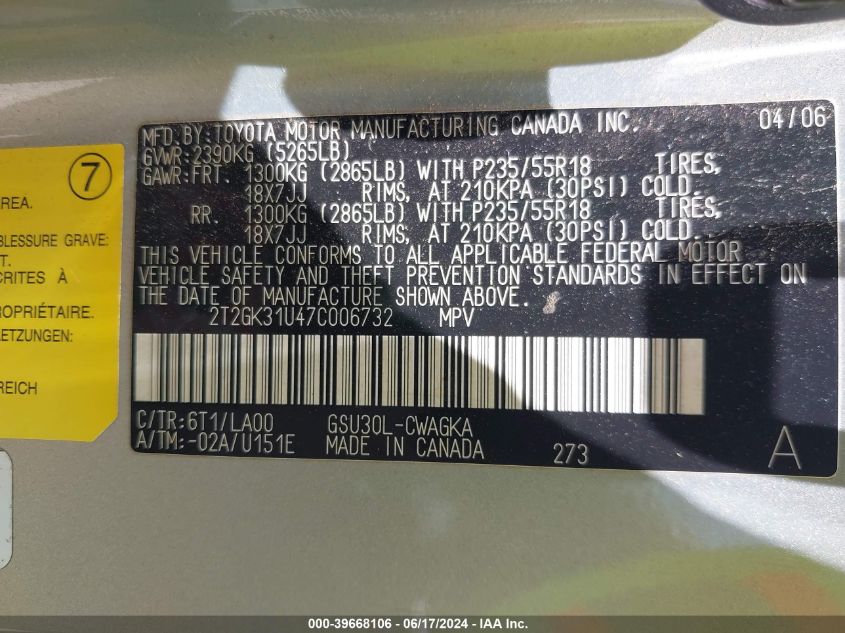 MFD.BY:TOYOTA MOTOR MANUFACTURING CANADA INC. 04/06
GVWR:2390KG (5265LB)
GAWR:FRT. 1300KG (2865LB) WITH P235/55R18 TIRES,
18X7JJ RIMS, AT 210KPA (30PSI) COLD.
RR. 1300KG (2865LB) WITH P235/55R18 TIRES,
18X7JJ RIMS, AT 210KPA (30PSI) COLD.
THIS VEHICLE CONFORMS TO ALL APPLICABLE FEDERAL MOTOR
VEHICLE SAFETY AND THEFT PREVENTION STANDARDS IN EFFECT ON
THE DATE OF MANUFACTURE SHOWN ABOVE.
2T2GK31U47C006732 MPV
C/TR:6T1/LA00 GSU30L-CWAGKA
A/TM:-02A/U151E MADE IN CANADA 273 A
7
REA.
BLESSURE GRAVE:
T.
CRITES À
ROPRIÉTAIRE.
LETZUNGEN:
REICH
000-39668106 - 06/17/2024 - IAA Inc.